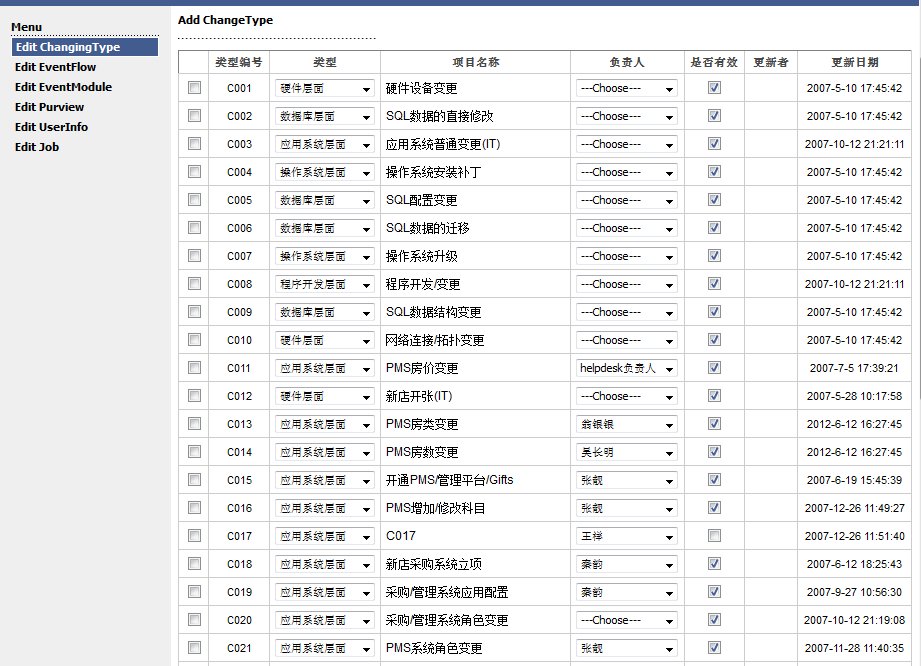 Add ChangeType
Menu
Edit ChangingType
Edit EventFlow
Edit EventModule
Edit Purview
Edit UserInfo
Edit Job
类型编号 类型 项目名称 负责人 是否有效 更新者 更新日期
C001 硬件层面 硬件设备变更 ---Choose--- 2007-5-10 17:45:42
C002 数据库层面 SQL数据的直接修改 ---Choose--- 2007-5-10 17:45:42
C003 应用系统层面 应用系统普通变更(IT) ---Choose--- 2007-10-12 21:21:11
C004 操作系统层面 操作系统安装补丁 ---Choose--- 2007-5-10 17:45:42
C005 数据库层面 SQL配置变更 ---Choose--- 2007-5-10 17:45:42
C006 数据库层面 SQL数据的迁移 ---Choose--- 2007-5-10 17:45:42
C007 操作系统层面 操作系统升级 ---Choose--- 2007-5-10 17:45:42
C008 程序开发层面 程序开发/变更 ---Choose--- 2007-10-12 21:21:11
C009 数据库层面 SQL数据结构变更 ---Choose--- 2007-5-10 17:45:42
C010 硬件层面 网络连接/拓扑变更 ---Choose--- 2007-5-10 17:45:42
C011 应用系统层面 PMS房价变更 helpdesk负责人 2007-7-5 17:39:21
C012 硬件层面 新店开张(IT) ---Choose--- 2007-5-28 10:17:58
C013 应用系统层面 PMS房类变更 翁银银 2012-6-12 16:27:45
C014 应用系统层面 PMS房数变更 吴长明 2012-6-12 16:27:45
C015 应用系统层面 开通PMS/管理平台/Gifts 张靓 2007-6-19 15:45:39
C016 应用系统层面 PMS增加/修改科目 张靓 2007-12-26 11:49:27
C017 应用系统层面 C017 2007-12-26 11:51:40
C018 应用系统层面 新店采购系统立项 秦韵 2007-6-12 18:25:43
C019 应用系统层面 采购/管理系统应用配置 秦韵 2007-9-27 10:56:30
C020 应用系统层面 采购/管理系统角色变更 ---Choose--- 2007-10-12 21:19:08
C021 应用系统层面 PMS系统角色变更 张靓 2007-11-28 11:40:35